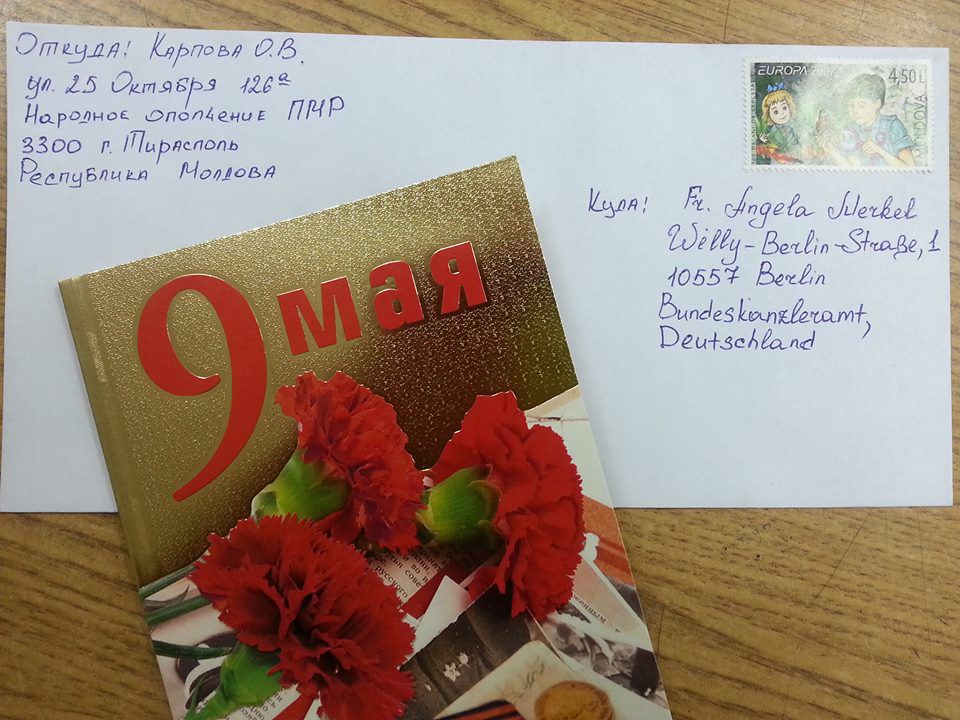 Откуда: Карпова О.В.
ул. 25 Октября 126а
Народное ополчение ПМР
3300 г. Тирасполь
Республика Молдова
EUROPA 2007
4,50 L
MOLDOVA
Куда: Fr. Angela Merkel
Willy-Berlin-Straße, 1
10557 Berlin
Bundeskanzleramt,
Deutschland
9 мая